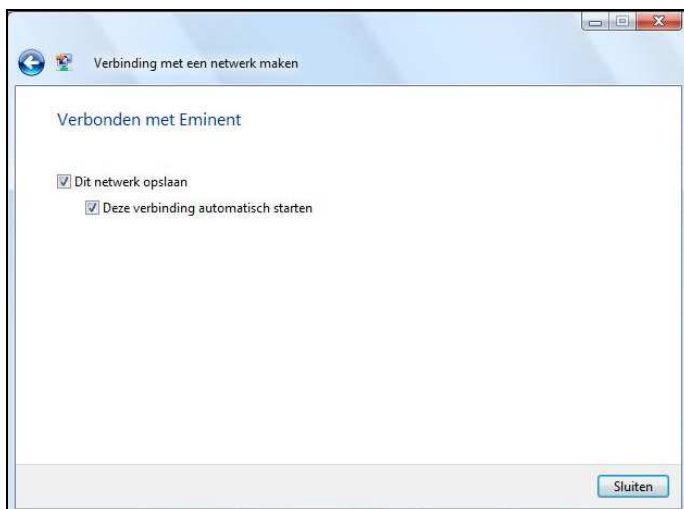 Verbinding met een netwerk maken
Verbonden met Eminent
Dit netwerk opslaan
Deze verbinding automatisch starten
Sluiten